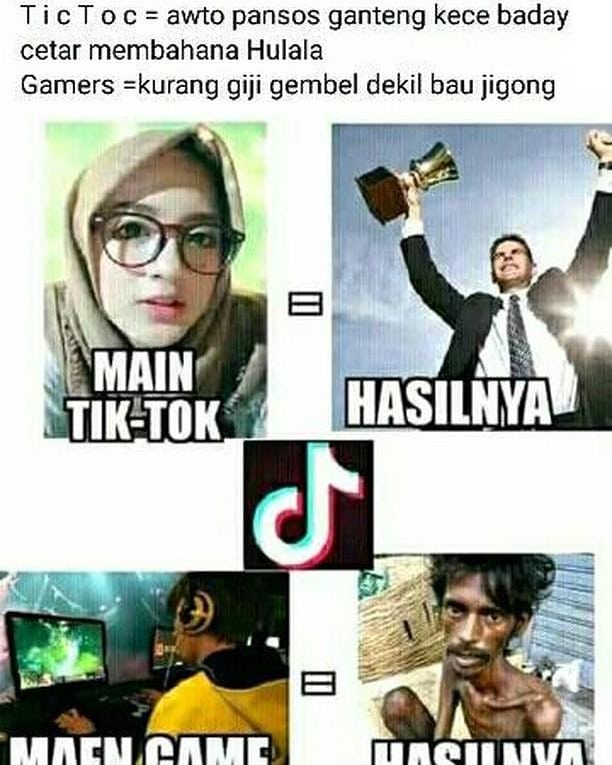 TicToc = awto pansos ganteng kece baday
cetar membahana Hulala
Gamers =kurang giji gembel dekil bau jigong
MAIN
TIK-TOK
HASILNYA
MAEN GAME
HASILNYA